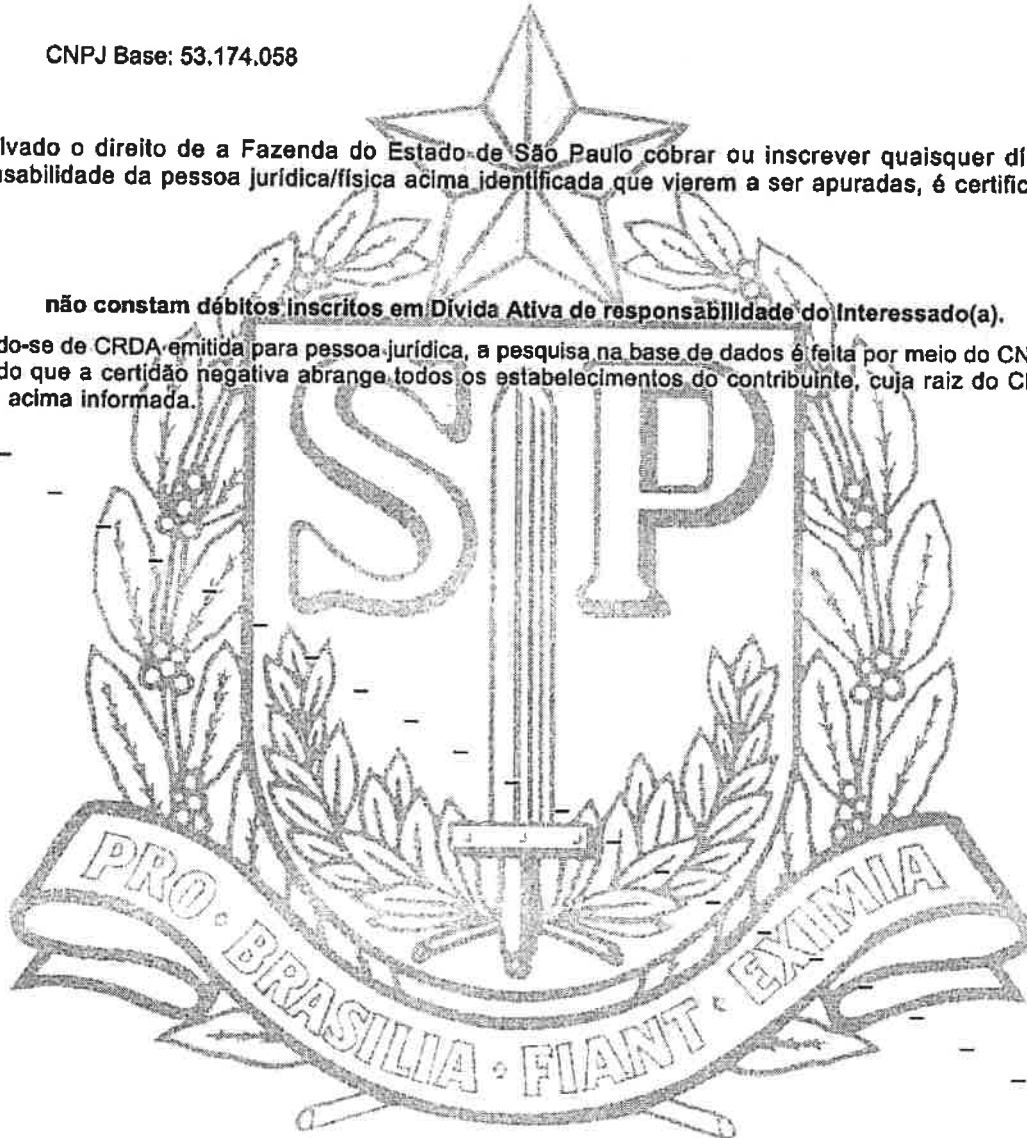 CNPJ Base: 53.174.058
lvado o direito de a Fazenda do Estado de São Paulo cobrar ou inscrever quaisquer dí
nsabilidade da pessoa jurídica/física acima identificada que vierem a ser apuradas, é certific
não constam débitos inscritos em Dívida Ativa de responsabilidade do Interessado(a).
do-se de CRDA emitida para pessoa jurídica, a pesquisa na base de dados é feita por meio do CN
do que a certidão negativa abrange todos os estabelecimentos do contribuinte, cuja raiz do C
acima informada.
SP
PRO • BRASILIA • FIANT • EXIMIA